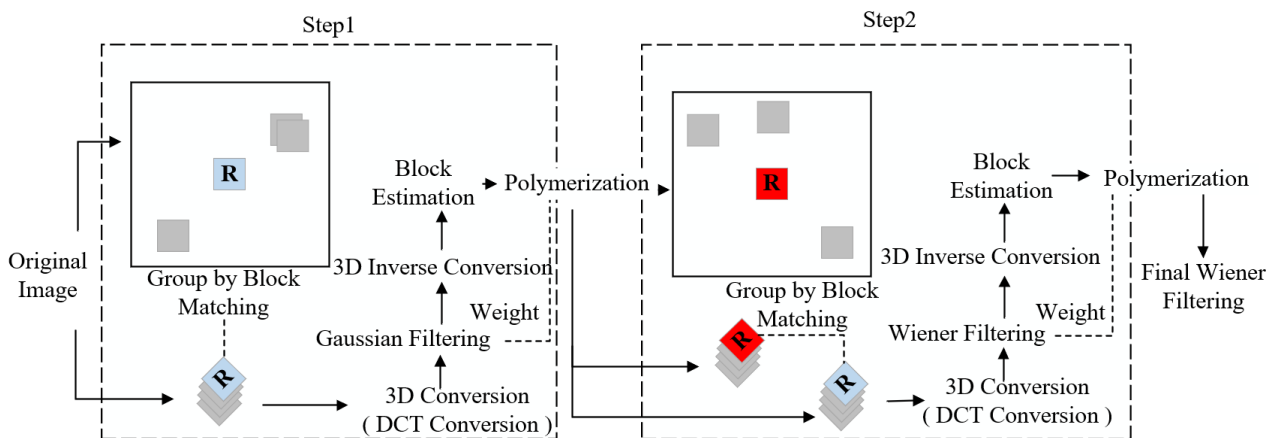 Step1
Step2
R
Block
Estimation
Polymerization
3D Inverse Conversion
Group by Block
Matching
Weight
Gaussian Filtering
Original
Image
R
3D Conversion
( DCT Conversion )
R
Block
Estimation
Polymerization
3D Inverse Conversion
Final Wiener
Filtering
Group by Block
Matching
Weight
Wiener Filtering
R
R
3D Conversion
( DCT Conversion )